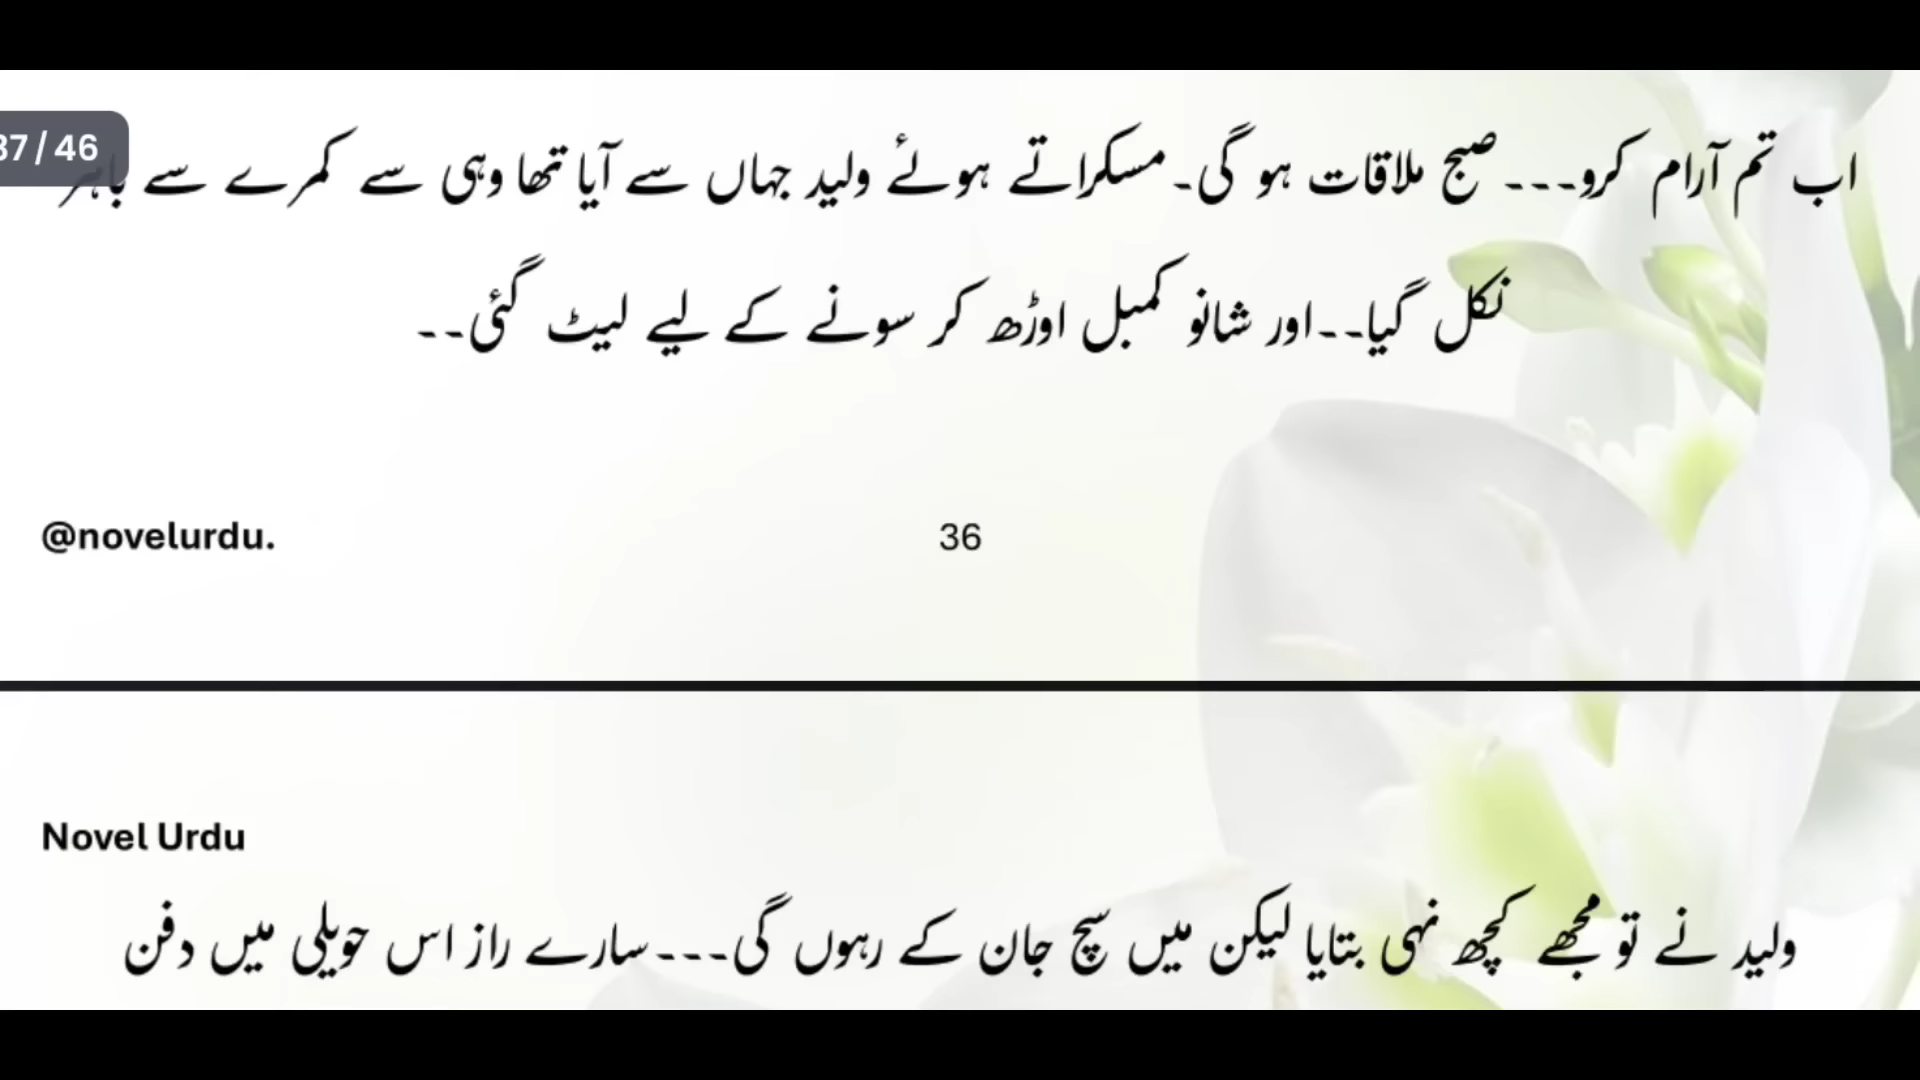 37/46
اب تم آرام کرو۔۔۔صبح ملاقات ہو گی۔مسکراتے ہوئے ولید جہاں سے آیا تھا وہی سے کمرے سے باہر
نکل گیا۔۔اور شانو کمبل اوڑھ کر سونے کے لیے لیٹ گئی۔۔
@novelurdu.
36
Novel Urdu
ولید نے تو مجھے کچھ نہی بتایا لیکن میں سچ جان کے رہوں گی۔۔۔سارے راز اس حویلی میں دفن